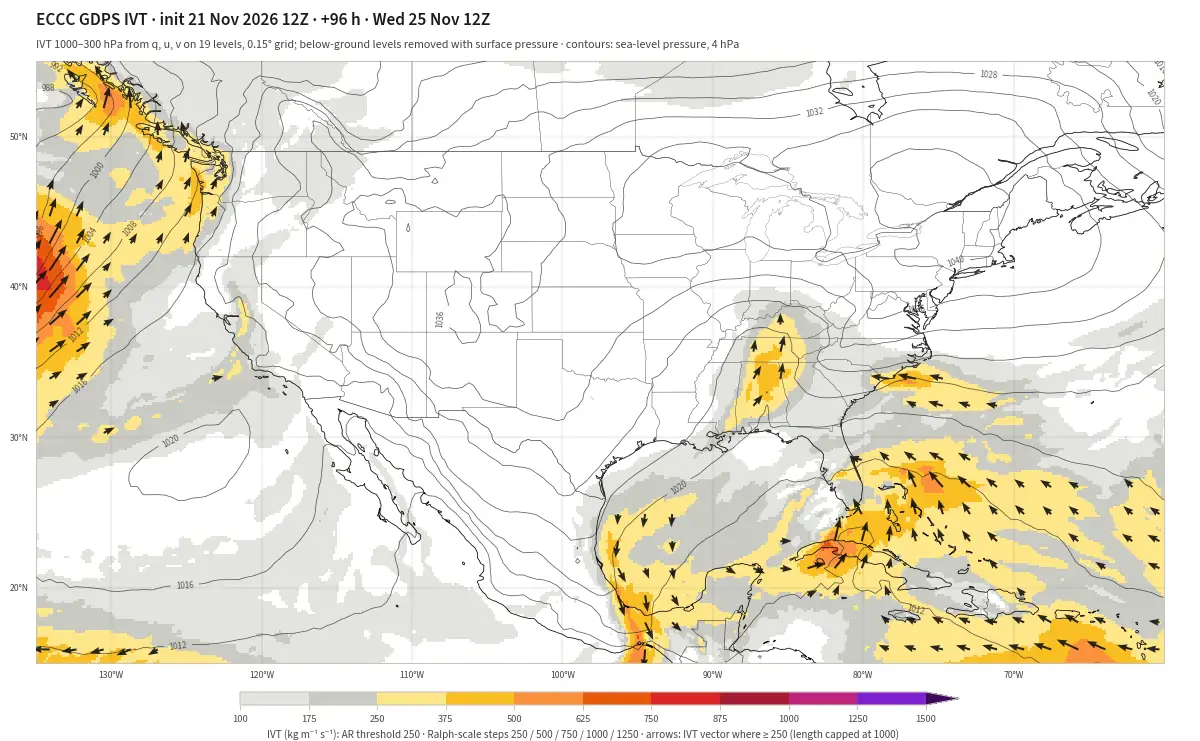 ECCC GDPS IVT · init 21 Nov 2026 12Z · +96 h · Wed 25 Nov 12Z
IVT 1000–300 hPa from q, u, v on 19 levels, 0.15° grid; below-ground levels removed with surface pressure · contours: sea-level pressure, 4 hPa
992
988
1028
1020
1032
50°N
1000
1004
1008
1040
40°N
1036
1012
1016
30°N
1020
1020
20°N
1016
1012
1012
130°W
120°W
110°W
100°W
90°W
80°W
70°W
100
175
250
375
500
625
750
875
1000
1250
1500
IVT (kg m⁻¹ s⁻¹): AR threshold 250 · Ralph-scale steps 250 / 500 / 750 / 1000 / 1250 · arrows: IVT vector where ≥ 250 (length capped at 1000)